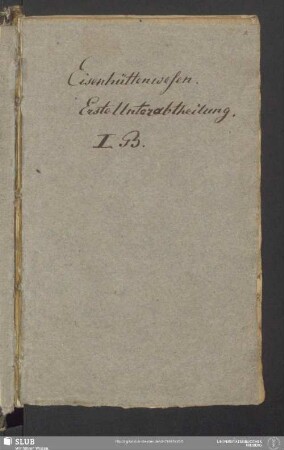 Eisenhüttenwesen.
Erste Unterabtheilung.
I B.
SLUB